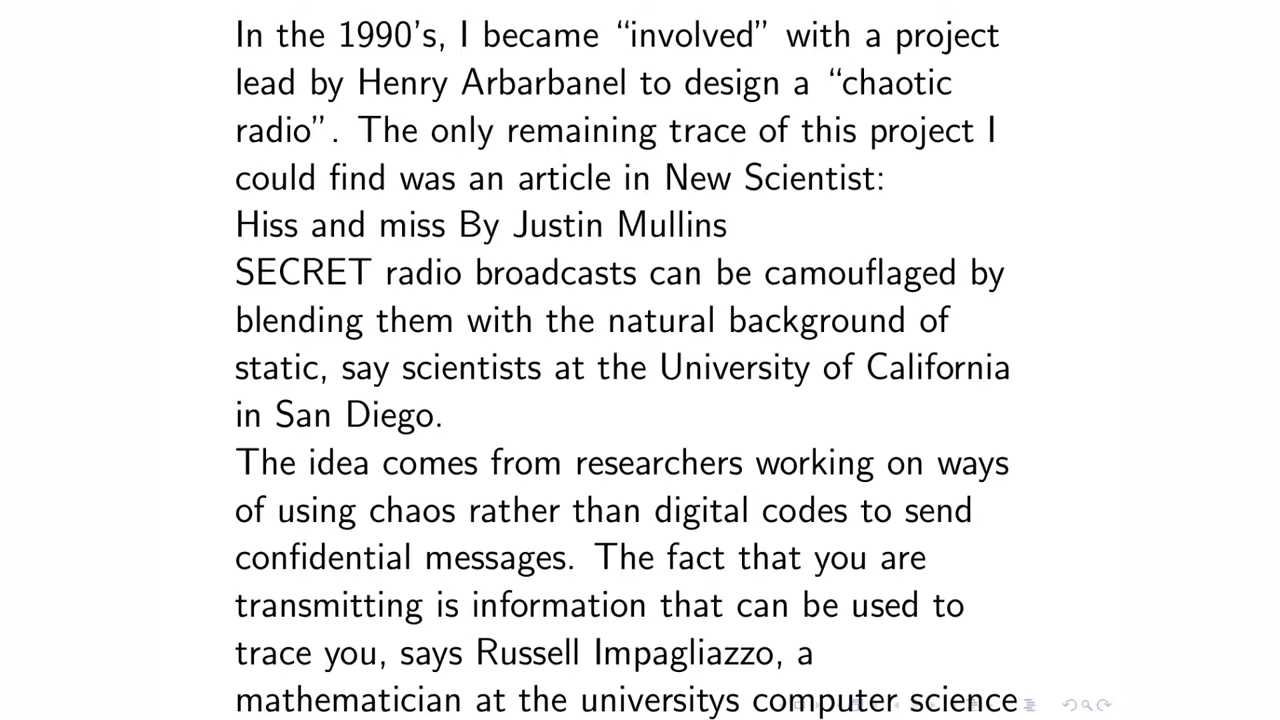 In the 1990's, I became “involved” with a project
lead by Henry Arbarbanel to design a “chaotic
radio”. The only remaining trace of this project I
could find was an article in New Scientist:
Hiss and miss By Justin Mullins
SECRET radio broadcasts can be camouflaged by
blending them with the natural background of
static, say scientists at the University of California
in San Diego.
The idea comes from researchers working on ways
of using chaos rather than digital codes to send
confidential messages. The fact that you are
transmitting is information that can be used to
trace you, says Russell Impagliazzo, a
mathematician at the universitys computer science